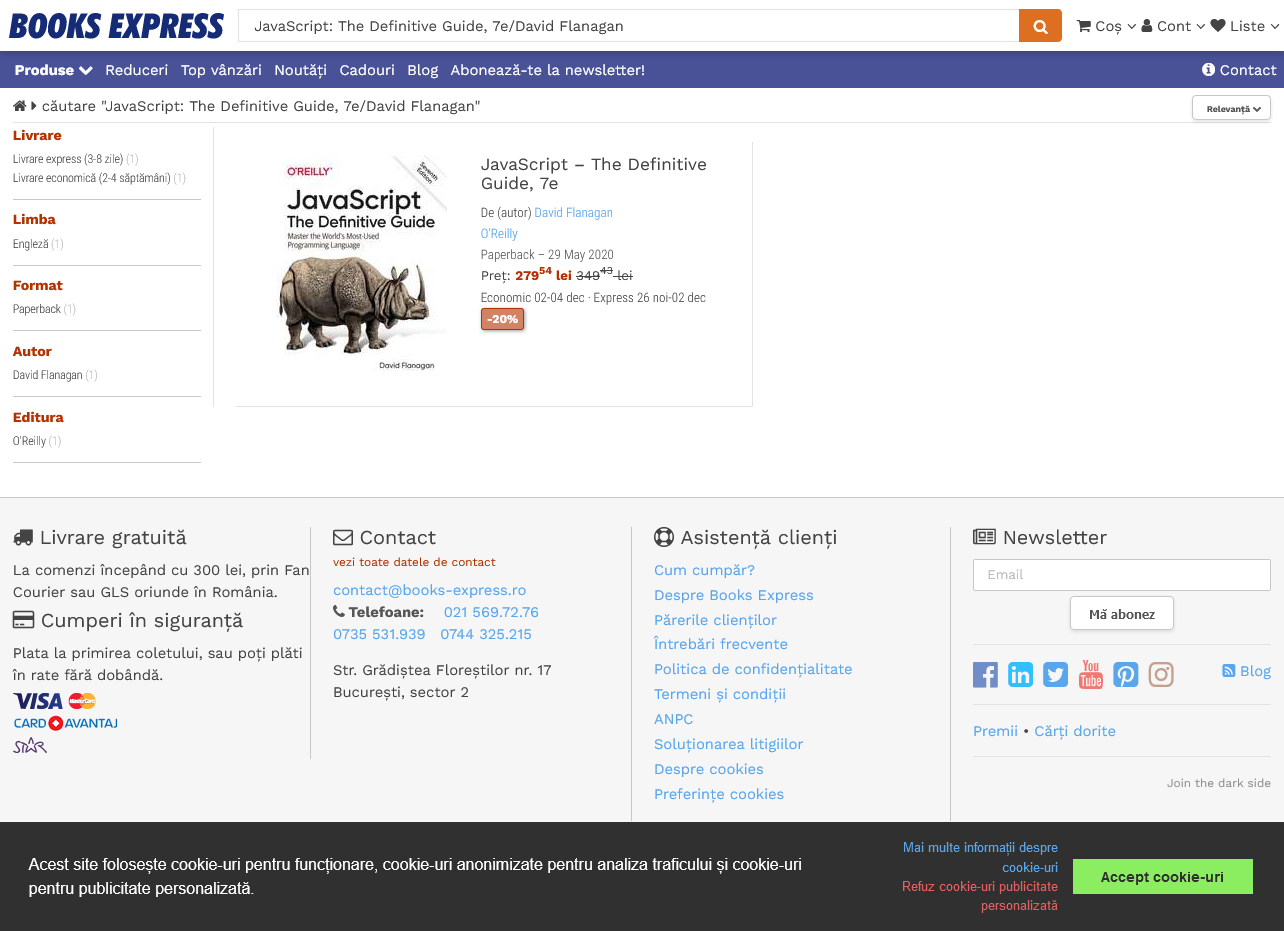 BOOKS EXPRESS
JavaScript: The Definitive Guide, 7e/David Flanagan
Coș
Cont
Liste
Produse
Reduceri
Top vânzări
Noutăți
Cadouri
Blog
Abonează-te la newsletter!
Contact
căutare "JavaScript: The Definitive Guide, 7e/David Flanagan"
Relevanță
Livrare
Livrare express (3-8 zile) (1)
Livrare economică (2-4 săptămâni) (1)
Limba
Engleză (1)
Format
Paperback (1)
Autor
David Flanagan (1)
Editura
O'Reilly (1)
O'REILLY
Seventh
Edition
JavaScript
The Definitive Guide
Master the World's Most-Used
Programming Language
David Flanagan
JavaScript – The Definitive
Guide, 7e
De (autor) David Flanagan
O'Reilly
Paperback – 29 May 2020
Preț: 279⁵⁴ lei 349⁴³ lei
Economic 02-04 dec · Express 26 noi-02 dec
-20%
Livrare gratuită
La comenzi începând cu 300 lei, prin Fan
Courier sau GLS oriunde în România.
Cumperi în siguranță
Plata la primirea coletului, sau poți plăti
în rate fără dobândă.
VISA MasterCard
CARD AVANTAJ
STAR
Contact
vezi toate datele de contact
contact@books-express.ro
Telefoane: 021 569.72.76
0735 531.939 0744 325.215
Str. Grădiștea Floreștilor nr. 17
București, sector 2
Asistență clienți
Cum cumpăr?
Despre Books Express
Părerile clienților
Întrebări frecvente
Politica de confidențialitate
Termeni și condiții
ANPC
Soluționarea litigiilor
Despre cookies
Preferințe cookies
Newsletter
Email
Mă abonez
You
Tube
Blog
Premii • Cărți dorite
Join the dark side
Acest site folosește cookie-uri pentru funcționare, cookie-uri anonimizate pentru analiza traficului și cookie-uri
pentru publicitate personalizată.
Mai multe informații despre
cookie-uri
Refuz cookie-uri publicitate
personalizată
Accept cookie-uri